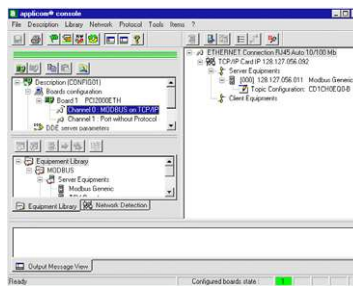 applicom® console
File Description Library Network Protocol Tools Items ?
Description (CONFIG01)
Boards configuration
Board 1 PCI2000ETH
Channel 0 : MODBUS on TCP/IP
Channel 1 : Port without Protocol
DDE server parameters
Equipement Library
MODBUS
Server Equipments
Modbus Generic
Equipment Library
Network Detection
ETHERNET Connection RJ45 Auto 10/100 Mb
TCP/IP Card IP 128.127.056.092
Server Equipments
[000] 128.127.056.011 Modbus Generic
Topic Configuration: CD1CH0EQ0-8
Client Equipments
Output Message View
Ready
Configured boards state :
1